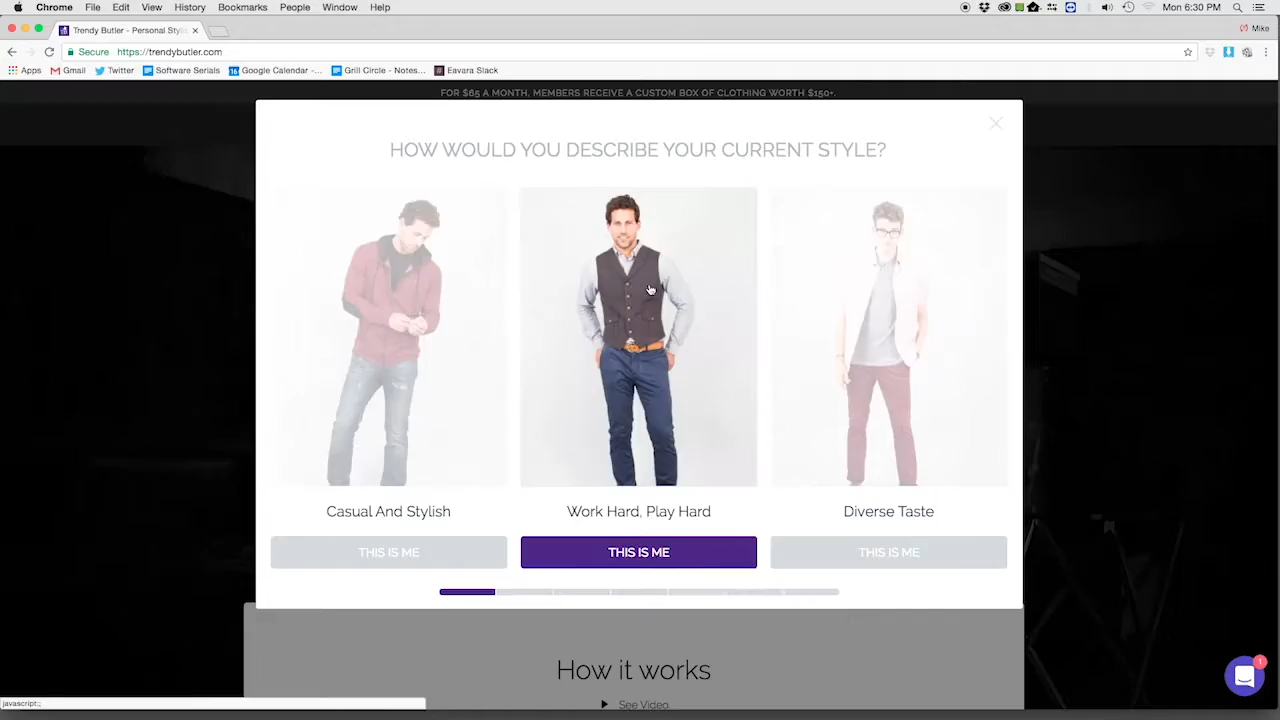 Chrome File Edit View History Bookmarks People Window Help Mon 6:30 PM
Trendy Butler - Personal Styli Mike
Secure https://trendybutler.com
Apps Gmail Twitter Software Serials Google Calendar -... Grill Circle - Notes... Eavara Slack
FOR $65 A MONTH, MEMBERS RECEIVE A CUSTOM BOX OF CLOTHING WORTH $150+.
HOW WOULD YOU DESCRIBE YOUR CURRENT STYLE?
Casual And Stylish Work Hard, Play Hard Diverse Taste
THIS IS ME THIS IS ME THIS IS ME
How it works
See Video
javascript:;
1